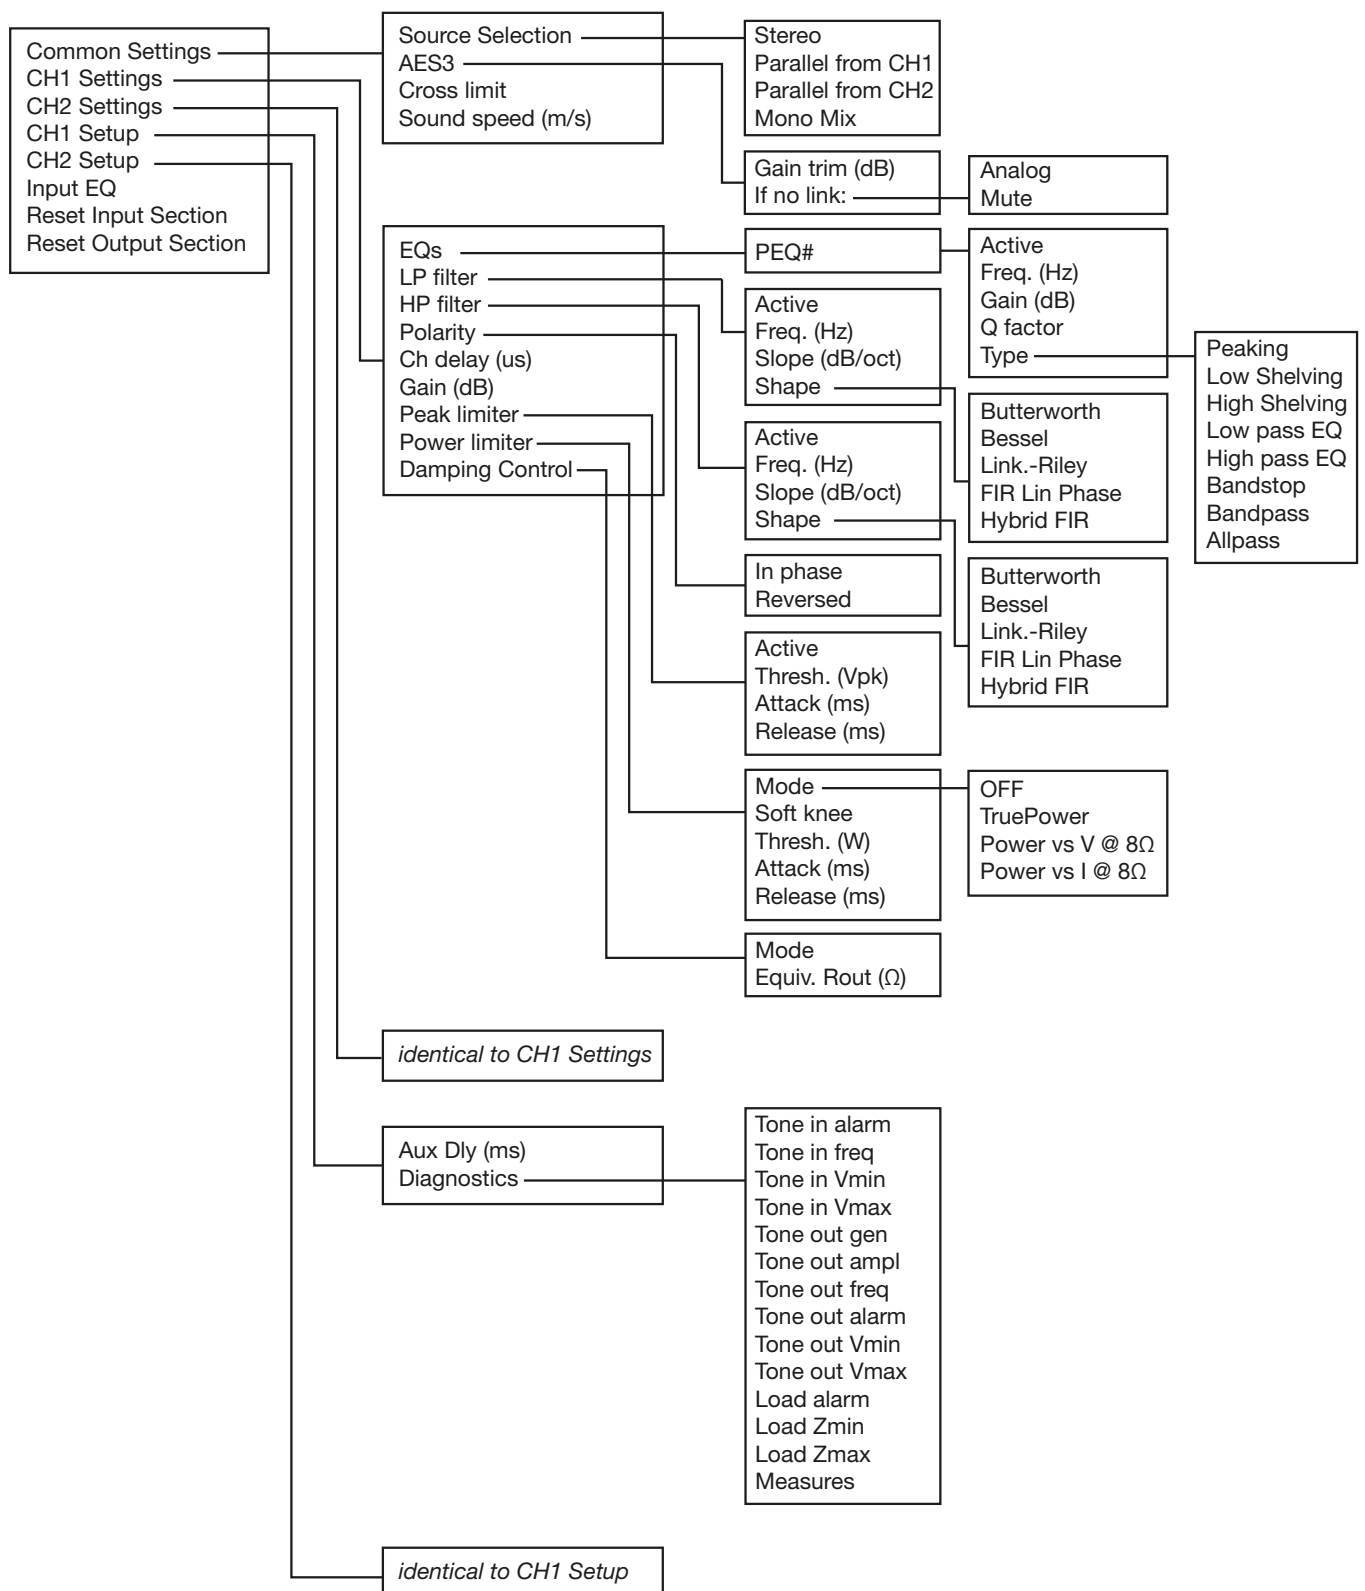 Common Settings
CH1 Settings
CH2 Settings
CH1 Setup
CH2 Setup
Input EQ
Reset Input Section
Reset Output Section
Source Selection
AES3
Cross limit
Sound speed (m/s)
Stereo
Parallel from CH1
Parallel from CH2
Mono Mix
Gain trim (dB)
If no link:
Analog
Mute
EQs
LP filter
HP filter
Polarity
Ch delay (us)
Gain (dB)
Peak limiter
Power limiter
Damping Control
PEQ#
Active
Freq. (Hz)
Gain (dB)
Q factor
Type
Peaking
Low Shelving
High Shelving
Low pass EQ
High pass EQ
Bandstop
Bandpass
Allpass
Active
Freq. (Hz)
Slope (dB/oct)
Shape
Butterworth
Bessel
Link.-Riley
FIR Lin Phase
Hybrid FIR
Active
Freq. (Hz)
Slope (dB/oct)
Shape
Butterworth
Bessel
Link.-Riley
FIR Lin Phase
Hybrid FIR
In phase
Reversed
Active
Thresh. (Vpk)
Attack (ms)
Release (ms)
Mode
Soft knee
Thresh. (W)
Attack (ms)
Release (ms)
OFF
TruePower
Power vs V @ 8Ω
Power vs I @ 8Ω
Mode
Equiv. Rout (Ω)
identical to CH1 Settings
Aux Dly (ms)
Diagnostics
Tone in alarm
Tone in freq
Tone in Vmin
Tone in Vmax
Tone out gen
Tone out ampl
Tone out freq
Tone out alarm
Tone out Vmin
Tone out Vmax
Load alarm
Load Zmin
Load Zmax
Measures
identical to CH1 Setup